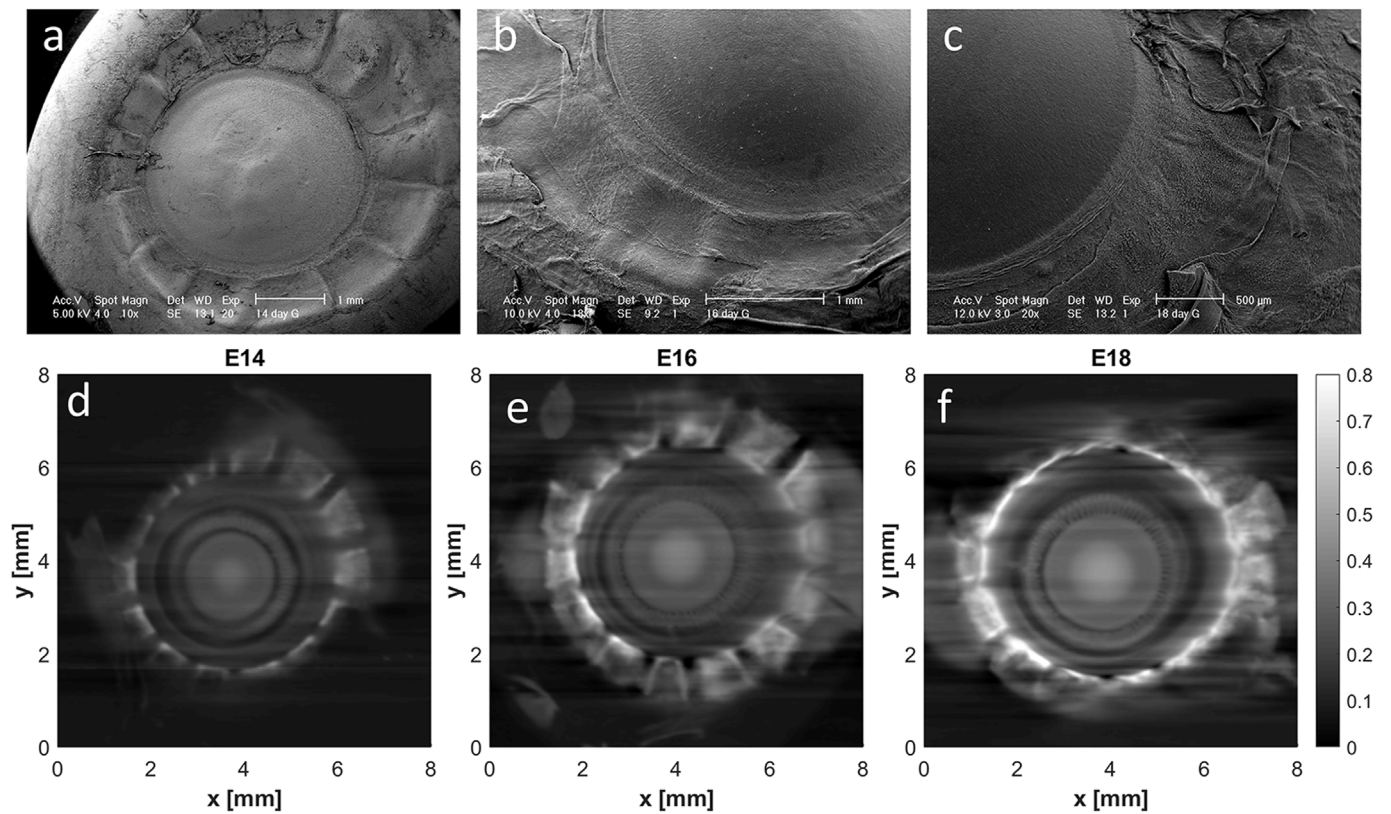 a
b
c
Acc.V Spot Magn Det WD Exp 1 mm
5.00 kV 4.0 10x SE 13.1 20 14 day G
Acc.V Spot Magn Det WD Exp 1 mm
10.0 kV 4.0 18x SE 9.2 1 16 day G
Acc.V Spot Magn Det WD Exp 500 µm
12.0 kV 3.0 20x SE 13.2 1 18 day G
E14
E16
E18
d
e
f
8
6
4
2
0
y [mm]
0 2 4 6 8
x [mm]
8
6
4
2
0
y [mm]
0 2 4 6 8
x [mm]
8
6
4
2
0
y [mm]
0 2 4 6 8
x [mm]
0.8
0.7
0.6
0.5
0.4
0.3
0.2
0.1
0